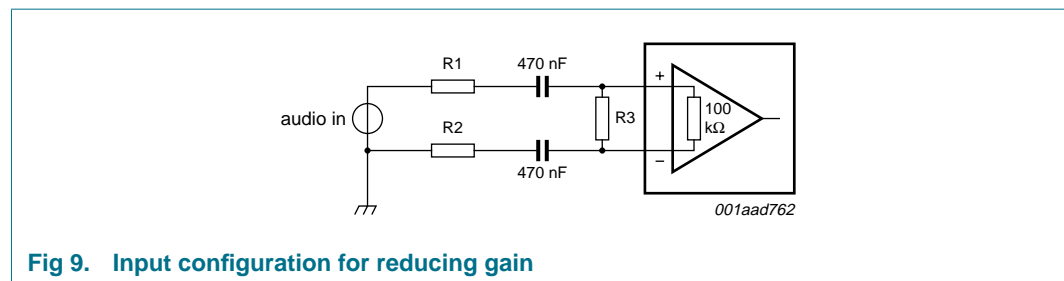 R1
470 nF
+
audio in
R3
100
kΩ
R2
−
470 nF
001aad762
Fig 9. Input configuration for reducing gain